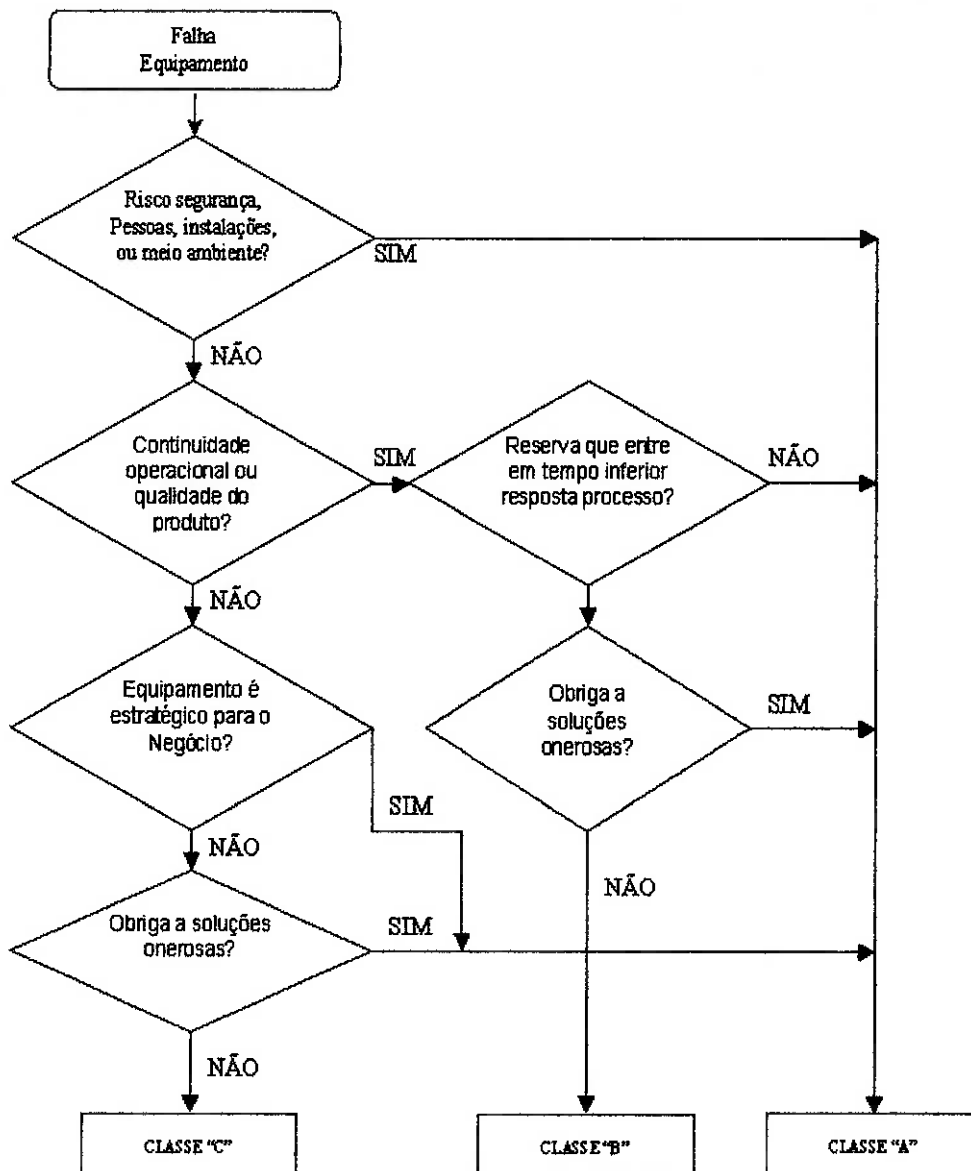 Falha
Equipamento
Risco segurança,
Pessoas, instalações,
ou meio ambiente?
SIM
NÃO
Continuidade
operacional ou
qualidade do
produto?
SIM
Reserva que entre
em tempo inferior
resposta processo?
NÃO
NÃO
Equipamento é
estratégico para o
Negócio?
SIM
Obriga a
soluções
onerosas?
SIM
NÃO
NÃO
Obriga a soluções
onerosas?
SIM
NÃO
CLASSE "C"
CLASSE "B"
CLASSE "A"